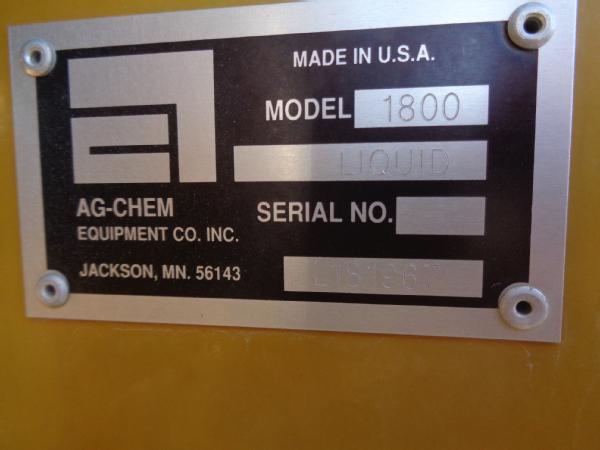 MADE IN U.S.A.
MODEL 1800
LIQUID
AG-CHEM
EQUIPMENT CO. INC.
SERIAL NO.
JACKSON, MN. 56143